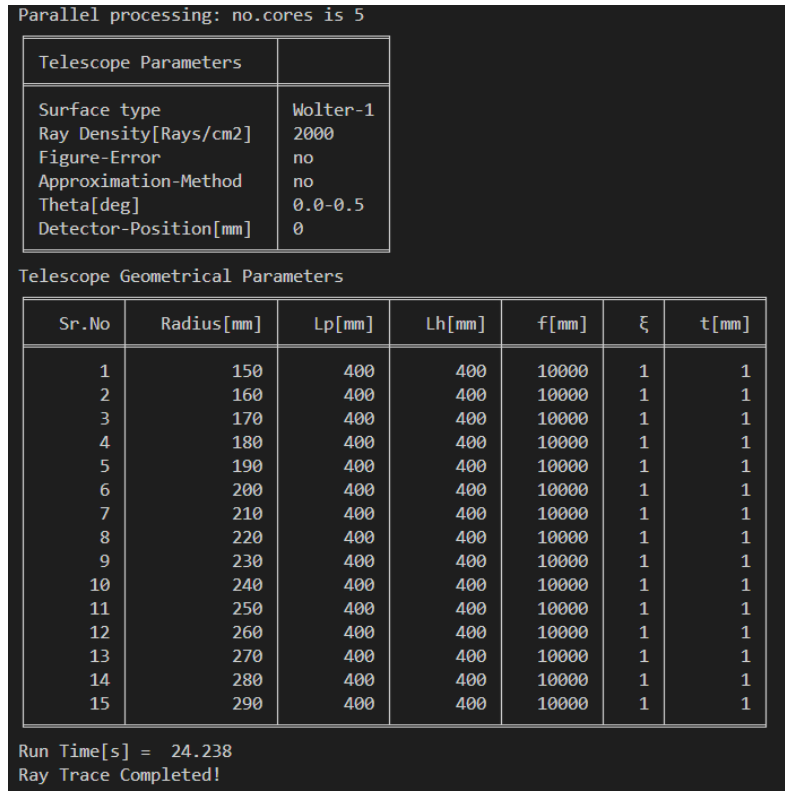 Parallel processing: no.cores is 5
Telescope Parameters
Surface type Wolter-1
Ray Density[Rays/cm2] 2000
Figure-Error no
Approximation-Method no
Theta[deg] 0.0-0.5
Detector-Position[mm] 0
Telescope Geometrical Parameters
Sr.No Radius[mm] Lp[mm] Lh[mm] f[mm] ξ t[mm]
1 150 400 400 10000 1 1
2 160 400 400 10000 1 1
3 170 400 400 10000 1 1
4 180 400 400 10000 1 1
5 190 400 400 10000 1 1
6 200 400 400 10000 1 1
7 210 400 400 10000 1 1
8 220 400 400 10000 1 1
9 230 400 400 10000 1 1
10 240 400 400 10000 1 1
11 250 400 400 10000 1 1
12 260 400 400 10000 1 1
13 270 400 400 10000 1 1
14 280 400 400 10000 1 1
15 290 400 400 10000 1 1
Run Time[s] = 24.238
Ray Trace Completed!